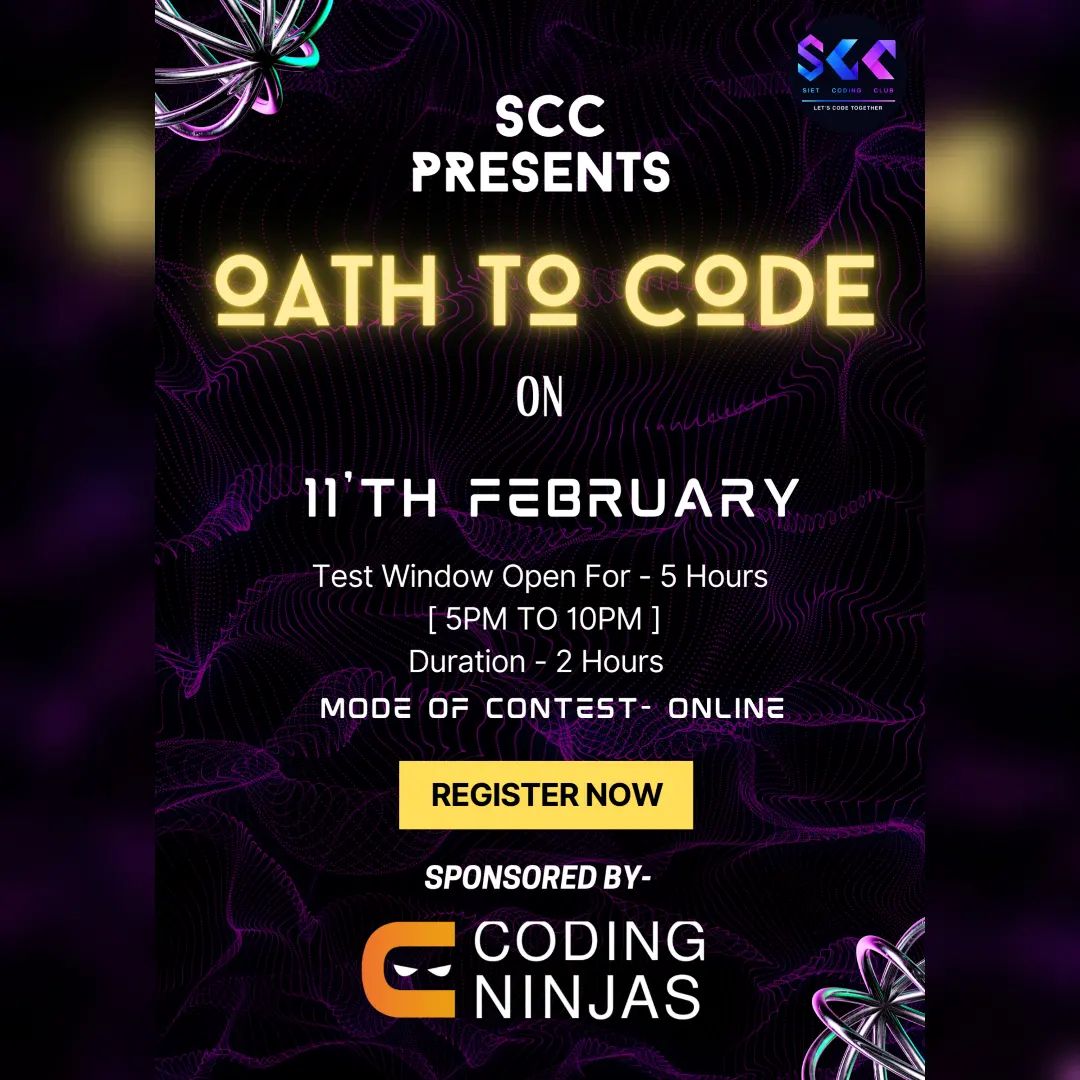 SCC
SIET CODING CLUB
LET'S CODE TOGETHER
SCC
PRESENTS
OATH TO CODE
ON
11'TH FEBRUARY
Test Window Open For - 5 Hours
[ 5PM TO 10PM ]
Duration - 2 Hours
MODE OF CONTEST- ONLINE
REGISTER NOW
SPONSORED BY-
CODING
NINJAS